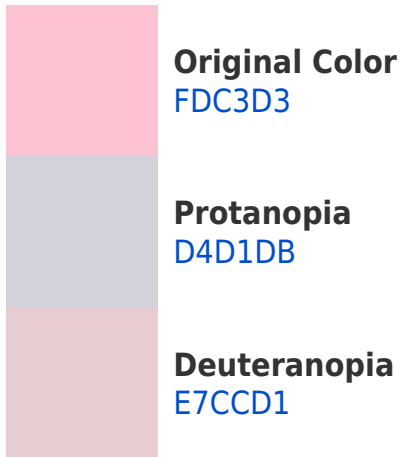 Original Color
FDC3D3
Protanopia
D4D1DB
Deuteranopia
E7CCD1